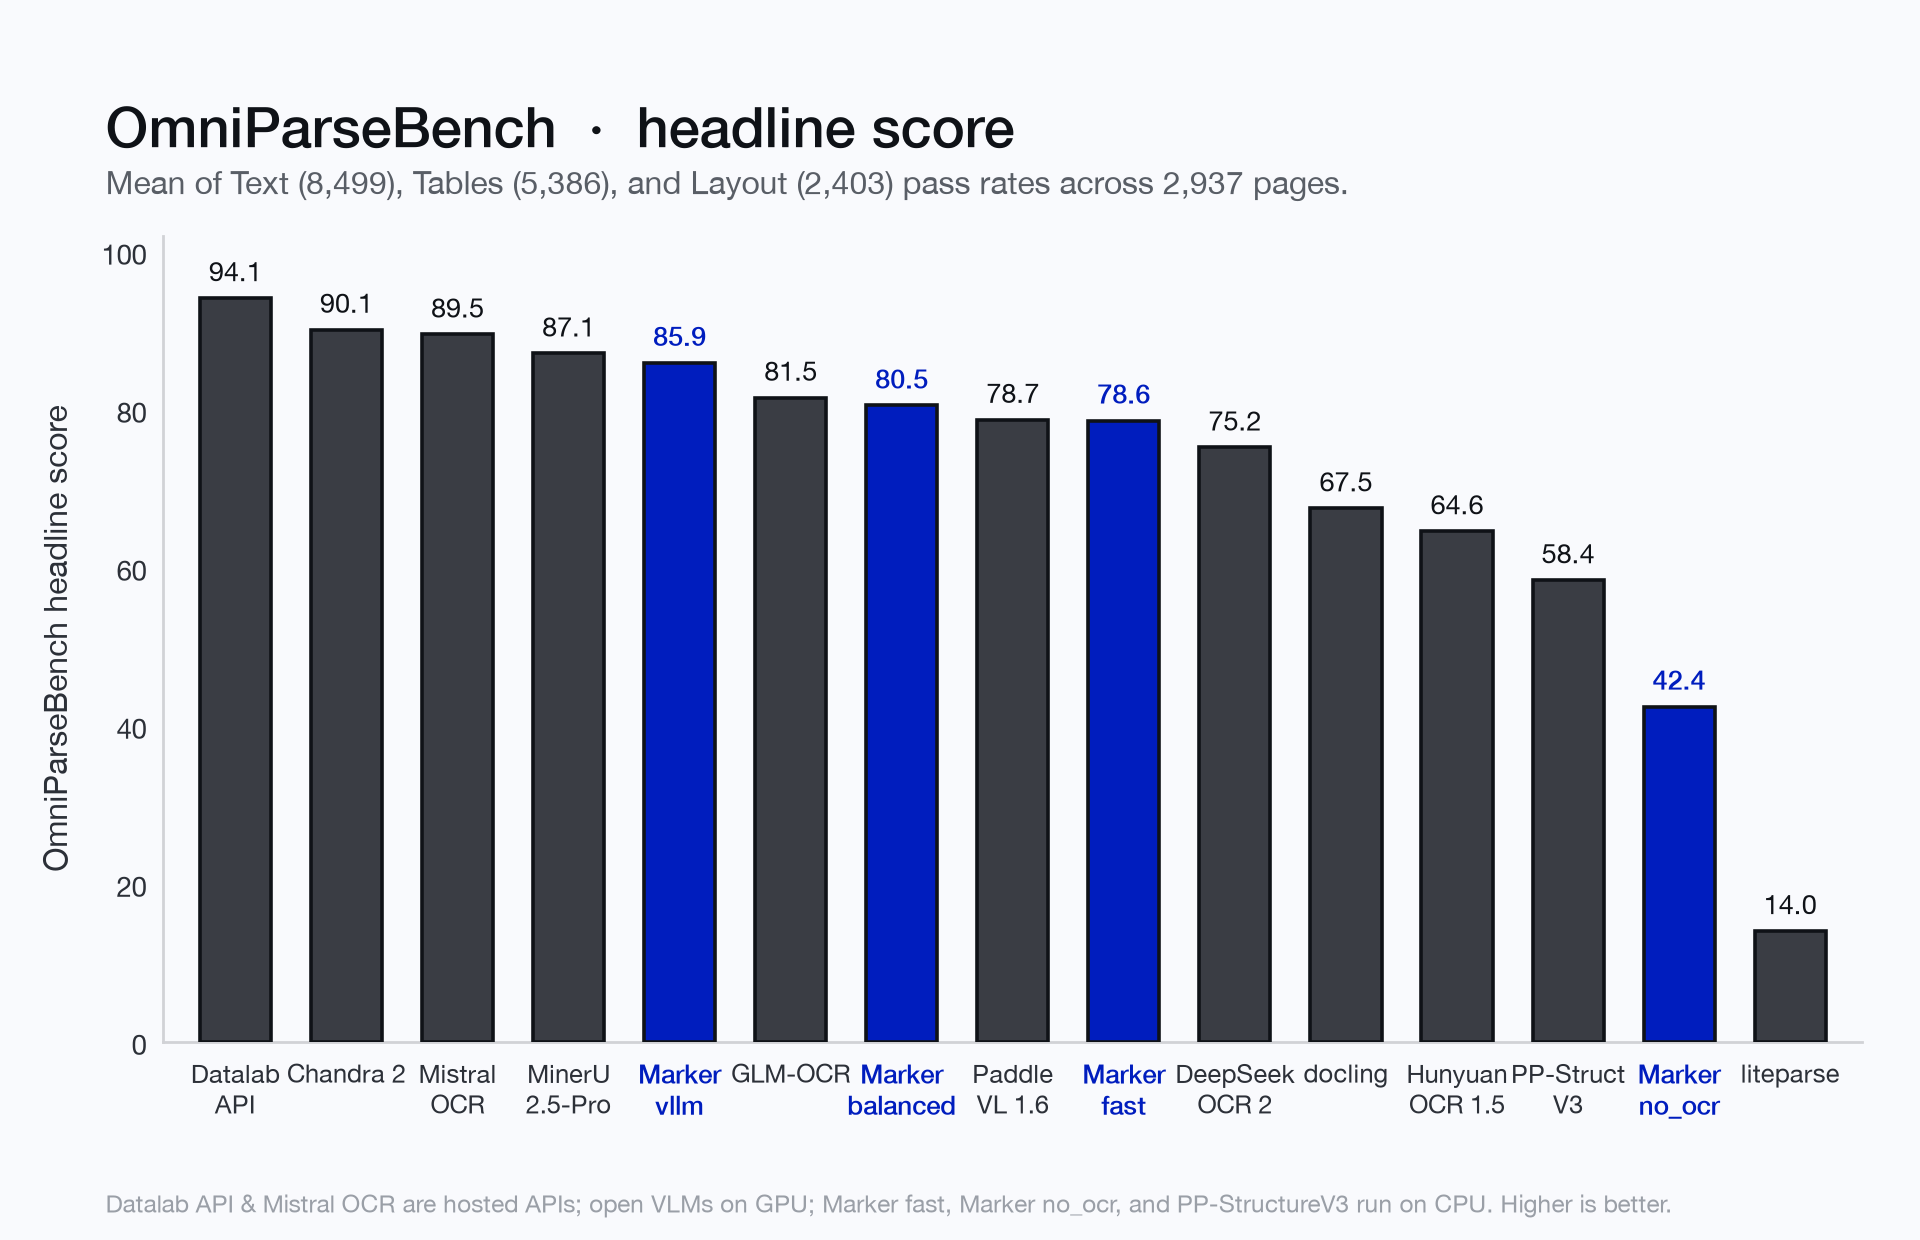 OmniParseBench · headline score
Mean of Text (8,499), Tables (5,386), and Layout (2,403) pass rates across 2,937 pages.
OmniParseBench headline score
100
80
60
40
20
0
94.1
90.1
89.5
87.1
85.9
81.5
80.5
78.7
78.6
75.2
67.5
64.6
58.4
42.4
14.0
Datalab API
Chandra 2
Mistral OCR
MinerU 2.5-Pro
Marker vllm
GLM-OCR
Marker balanced
Paddle VL 1.6
Marker fast
DeepSeek OCR 2
docling
Hunyuan OCR 1.5
PP-Struct V3
Marker no_ocr
liteparse
Datalab API & Mistral OCR are hosted APIs; open VLMs on GPU; Marker fast, Marker no_ocr, and PP-StructureV3 run on CPU. Higher is better.